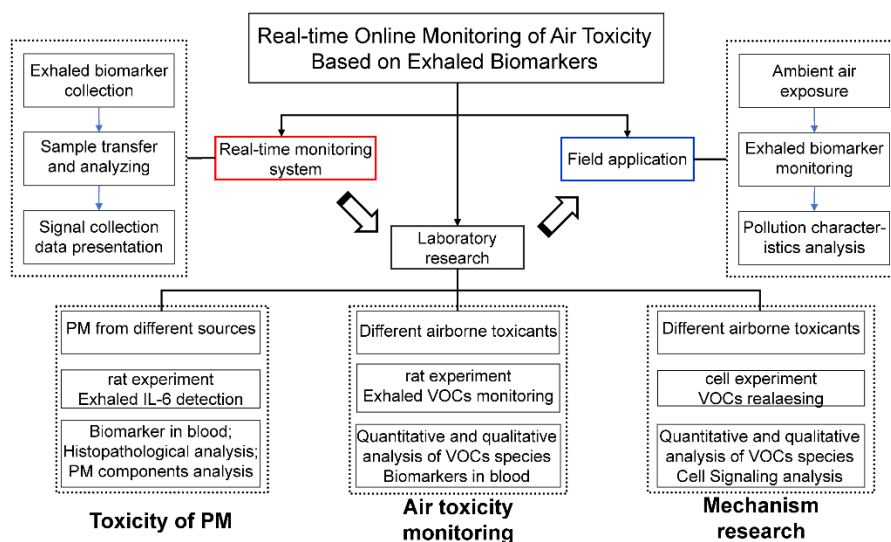 Real-time Online Monitoring of Air Toxicity
Based on Exhaled Biomarkers
Exhaled biomarker
collection
Sample transfer
and analyzing
Signal collection
data presentation
Real-time monitoring
system
Field application
Ambient air
exposure
Exhaled biomarker
monitoring
Pollution character-
istics analysis
Laboratory
research
PM from different sources
rat experiment
Exhaled IL-6 detection
Biomarker in blood;
Histopathological analysis;
PM components analysis
Toxicity of PM
Different airborne toxicants
rat experiment
Exhaled VOCs monitoring
Quantitative and qualitative
analysis of VOCs species
Biomarkers in blood
Air toxicity
monitoring
Different airborne toxicants
cell experiment
VOCs realaesing
Quantitative and qualitative
analysis of VOCs species
Cell Signaling analysis
Mechanism
research